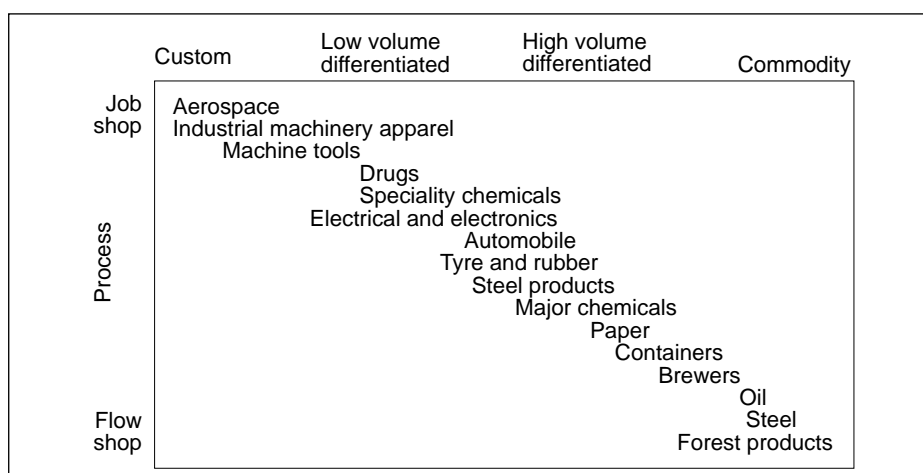 Custom
Low volume
differentiated
High volume
differentiated
Commodity
Job
shop
Aerospace
Industrial machinery apparel
Machine tools
Drugs
Speciality chemicals
Electrical and electronics
Automobile
Tyre and rubber
Steel products
Major chemicals
Paper
Containers
Brewers
Oil
Steel
Forest products
Process
Flow
shop